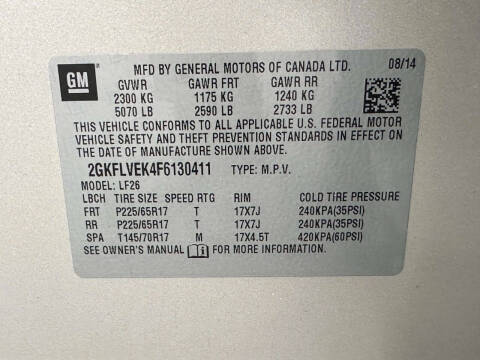 GM
MFD BY GENERAL MOTORS OF CANADA LTD. 08/14
GVWR GAWR FRT GAWR RR
2300 KG 1175 KG 1240 KG
5070 LB 2590 LB 2733 LB
THIS VEHICLE CONFORMS TO ALL APPLICABLE U.S. FEDERAL MOTOR
VEHICLE SAFETY AND THEFT PREVENTION STANDARDS IN EFFECT ON
THE DATE OF MANUFACTURE SHOWN ABOVE.
2GKFLVEK4F6130411 TYPE: M.P.V.
MODEL: LF26
LBCH TIRE SIZE SPEED RTG RIM COLD TIRE PRESSURE
FRT P225/65R17 T 17X7J 240KPA(35PSI)
RR P225/65R17 T 17X7J 240KPA(35PSI)
SPA T145/70R17 M 17X4.5T 420KPA(60PSI)
SEE OWNER'S MANUAL FOR MORE INFORMATION.